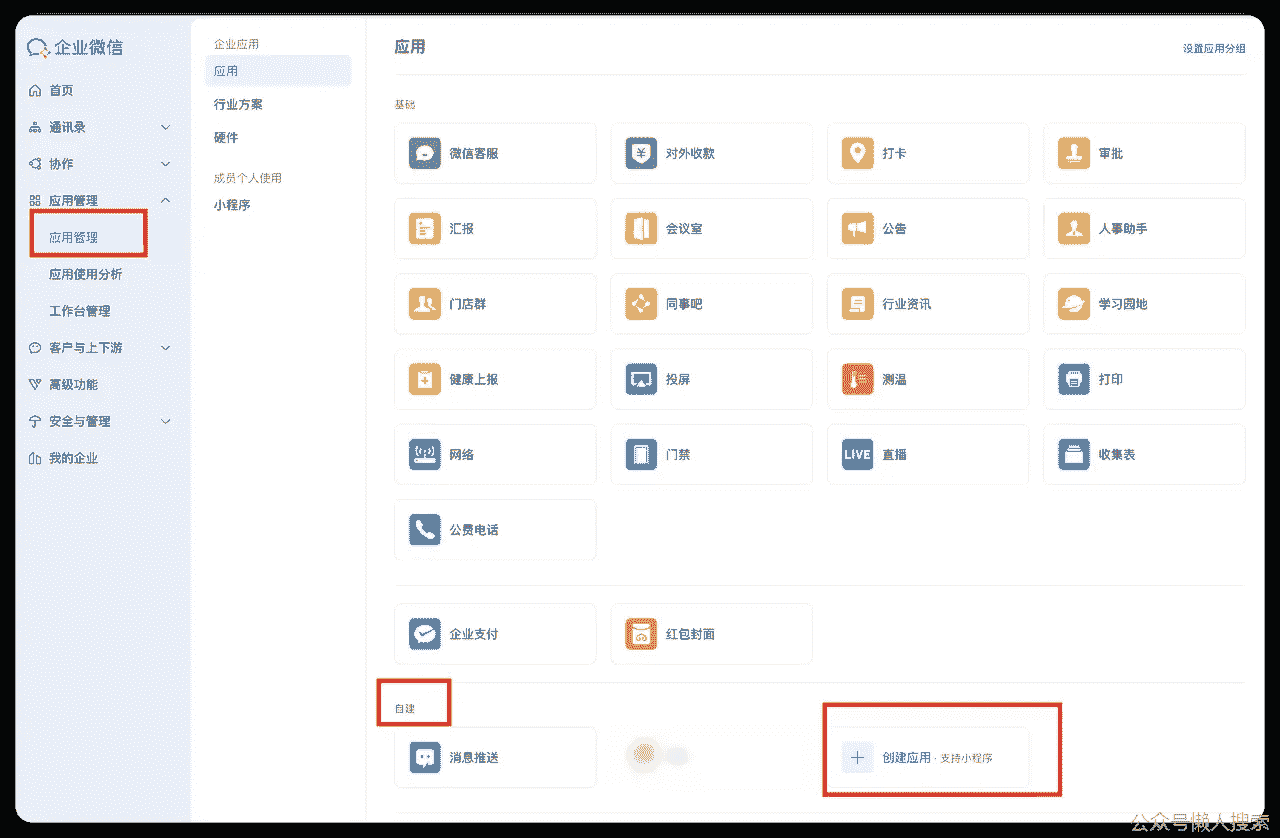 企业微信
首页
通讯录
协作
应用管理
应用管理
应用使用分析
工作台管理
客户与上下游
高级功能
安全与管理
我的企业
企业应用
应用
行业方案
硬件
成员个人使用
小程序
应用
设置应用分组
基础
微信客服
对外收款
打卡
审批
汇报
会议室
公告
人事助手
门店群
同事吧
行业资讯
学习园地
健康上报
投屏
测温
打印
网络
门禁
LIVE 直播
收集表
公费电话
企业支付
红包封面
自建
消息推送
创建应用 · 支持小程序
公众号懒人搜索